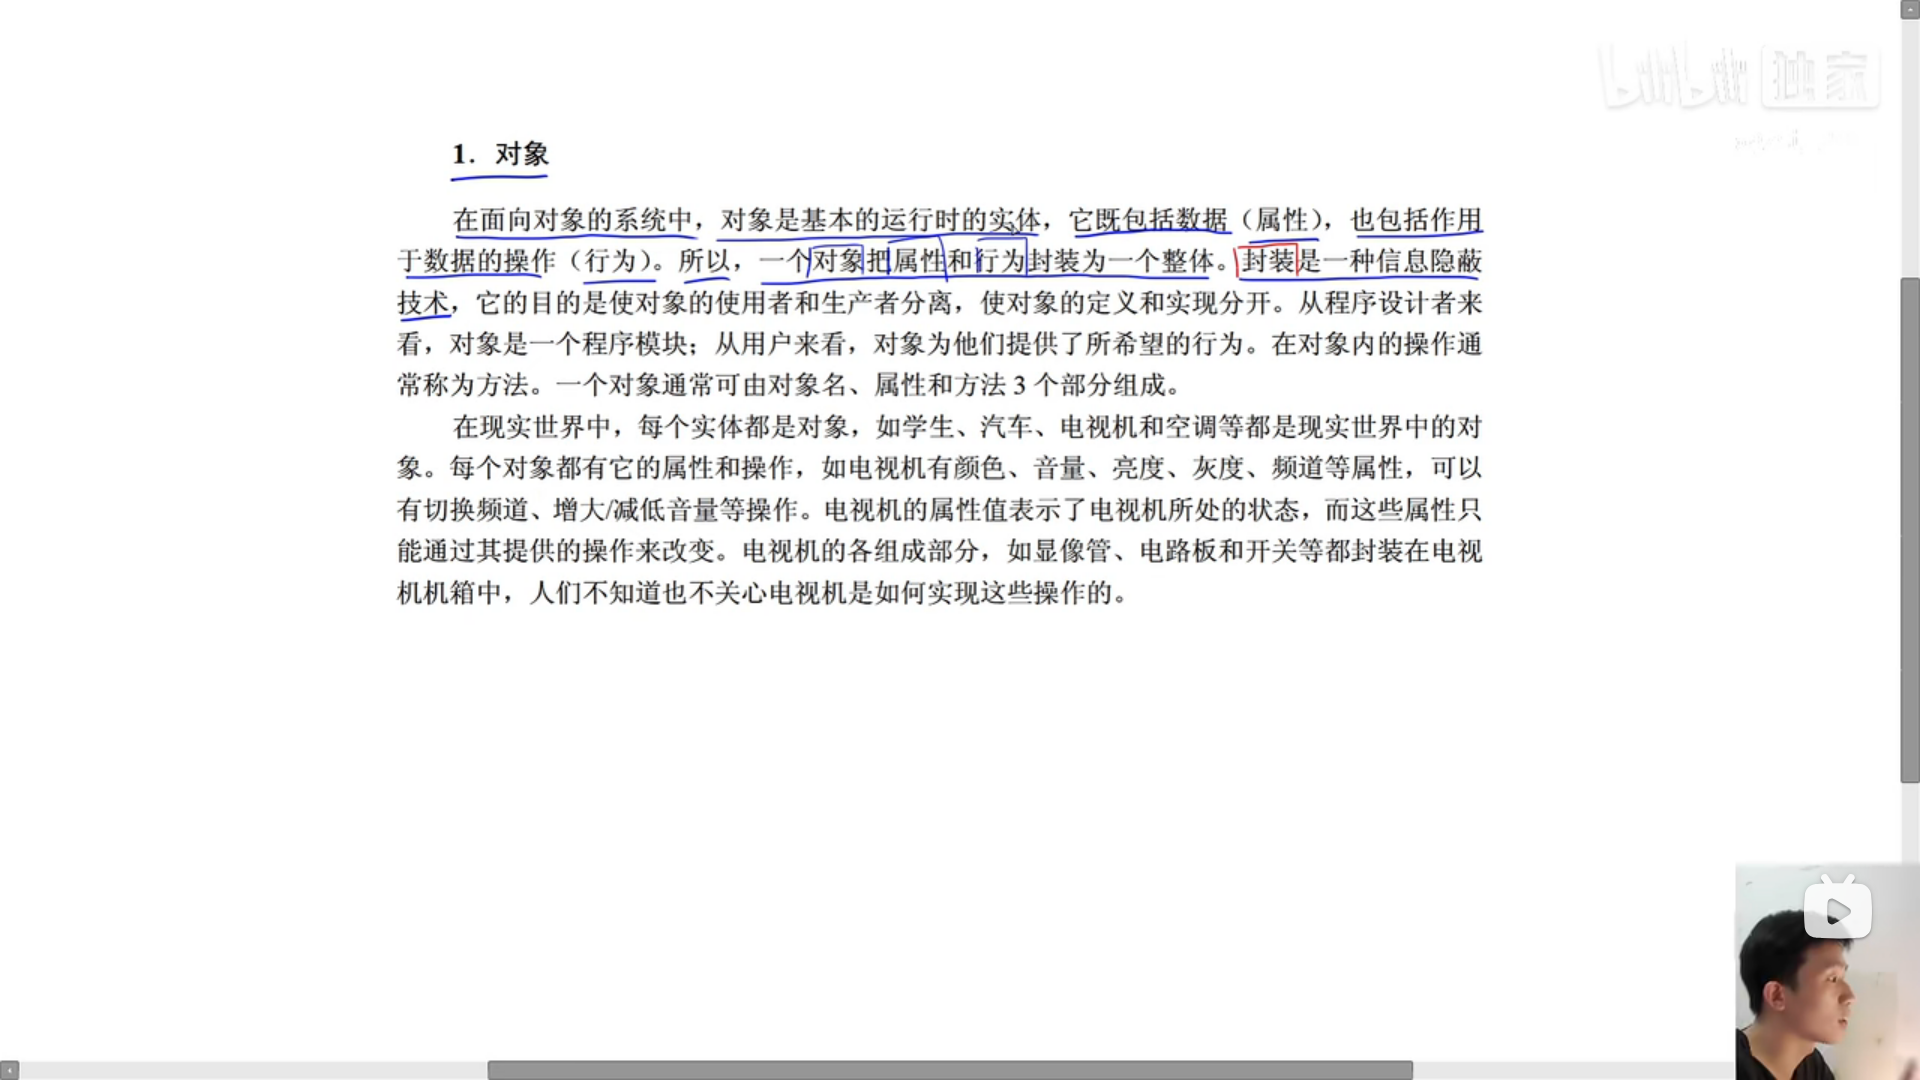 bilibili 独家
1. 对象
在面向对象的系统中，对象是基本的运行时的实体，它既包括数据（属性），也包括作用
于数据的操作（行为）。所以，一个对象把属性和行为封装为一个整体。封装是一种信息隐蔽
技术，它的目的是使对象的使用者和生产者分离，使对象的定义和实现分开。从程序设计者来
看，对象是一个程序模块；从用户来看，对象为他们提供了所希望的行为。在对象内的操作通
常称为方法。一个对象通常可由对象名、属性和方法 3 个部分组成。
在现实世界中，每个实体都是对象，如学生、汽车、电视机和空调等都是现实世界中的对
象。每个对象都有它的属性和操作，如电视机有颜色、音量、亮度、灰度、频道等属性，可以
有切换频道、增大/减低音量等操作。电视机的属性值表示了电视机所处的状态，而这些属性只
能通过其提供的操作来改变。电视机的各组成部分，如显像管、电路板和开关等都封装在电视
机机箱中，人们不知道也不关心电视机是如何实现这些操作的。